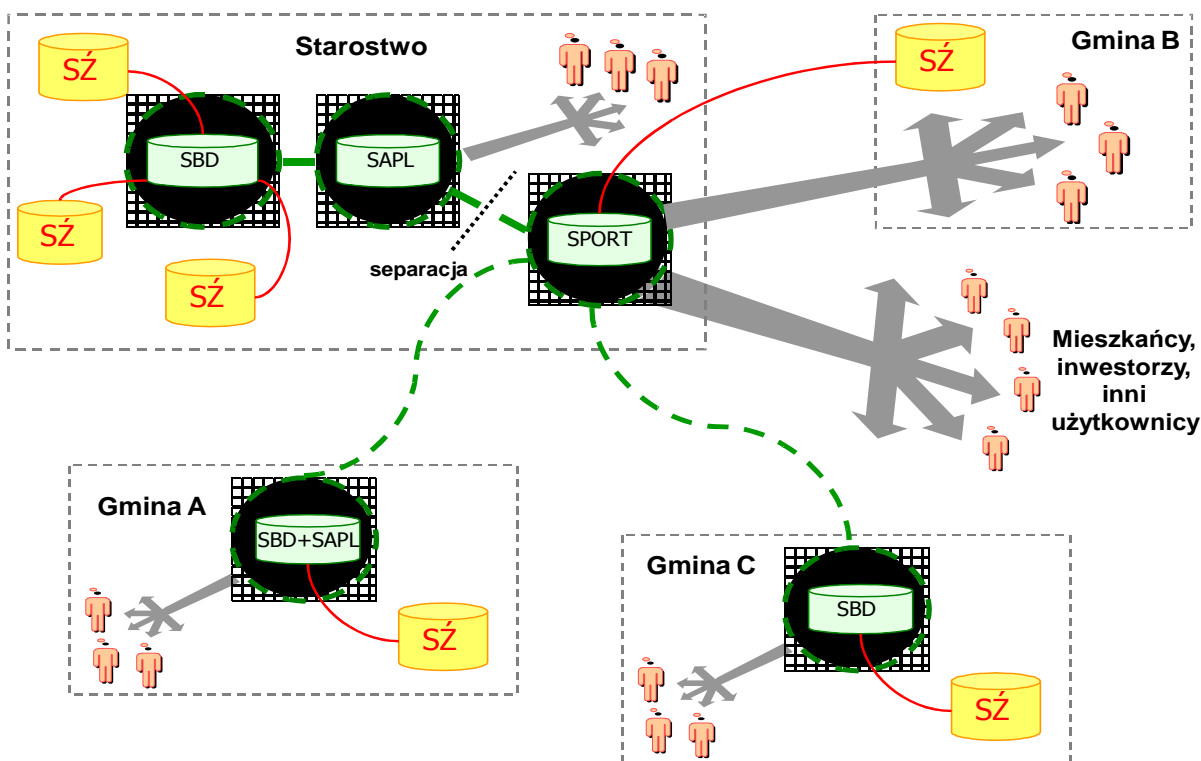 Starostwo
SŹ
SBD
SAPL
SŹ
SŹ
separacja
SPORT
SŹ
Gmina B
Mieszkańcy,
inwestorzy,
inni
użytkownicy
Gmina A
SBD+SAPL
SŹ
Gmina C
SBD
SŹ